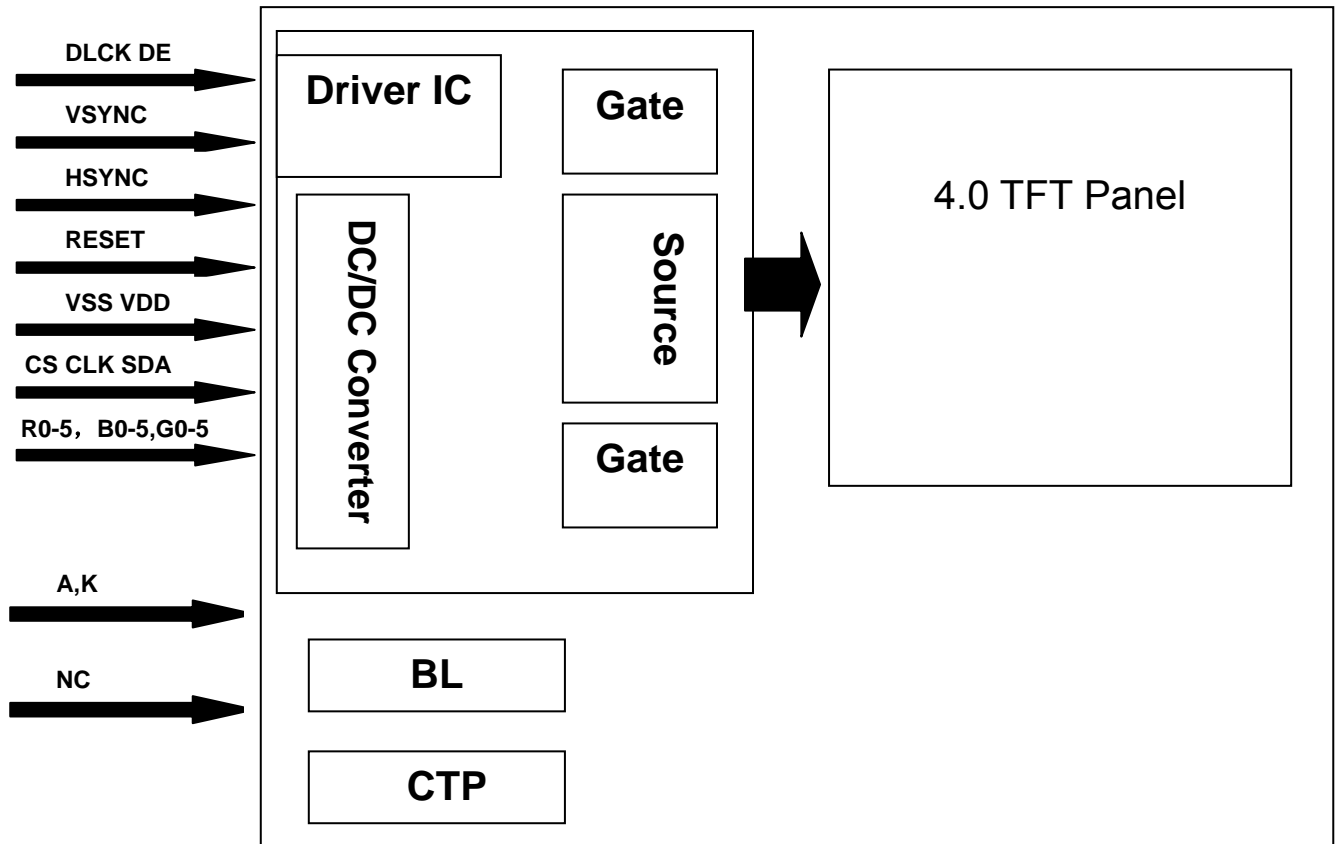 DLCK DE
VSYNC
HSYNC
RESET
VSS VDD
CS CLK SDA
R0-5，B0-5,G0-5
A,K
NC
Driver IC
DC/DC Converter
Gate
Source
Gate
BL
CTP
4.0 TFT Panel